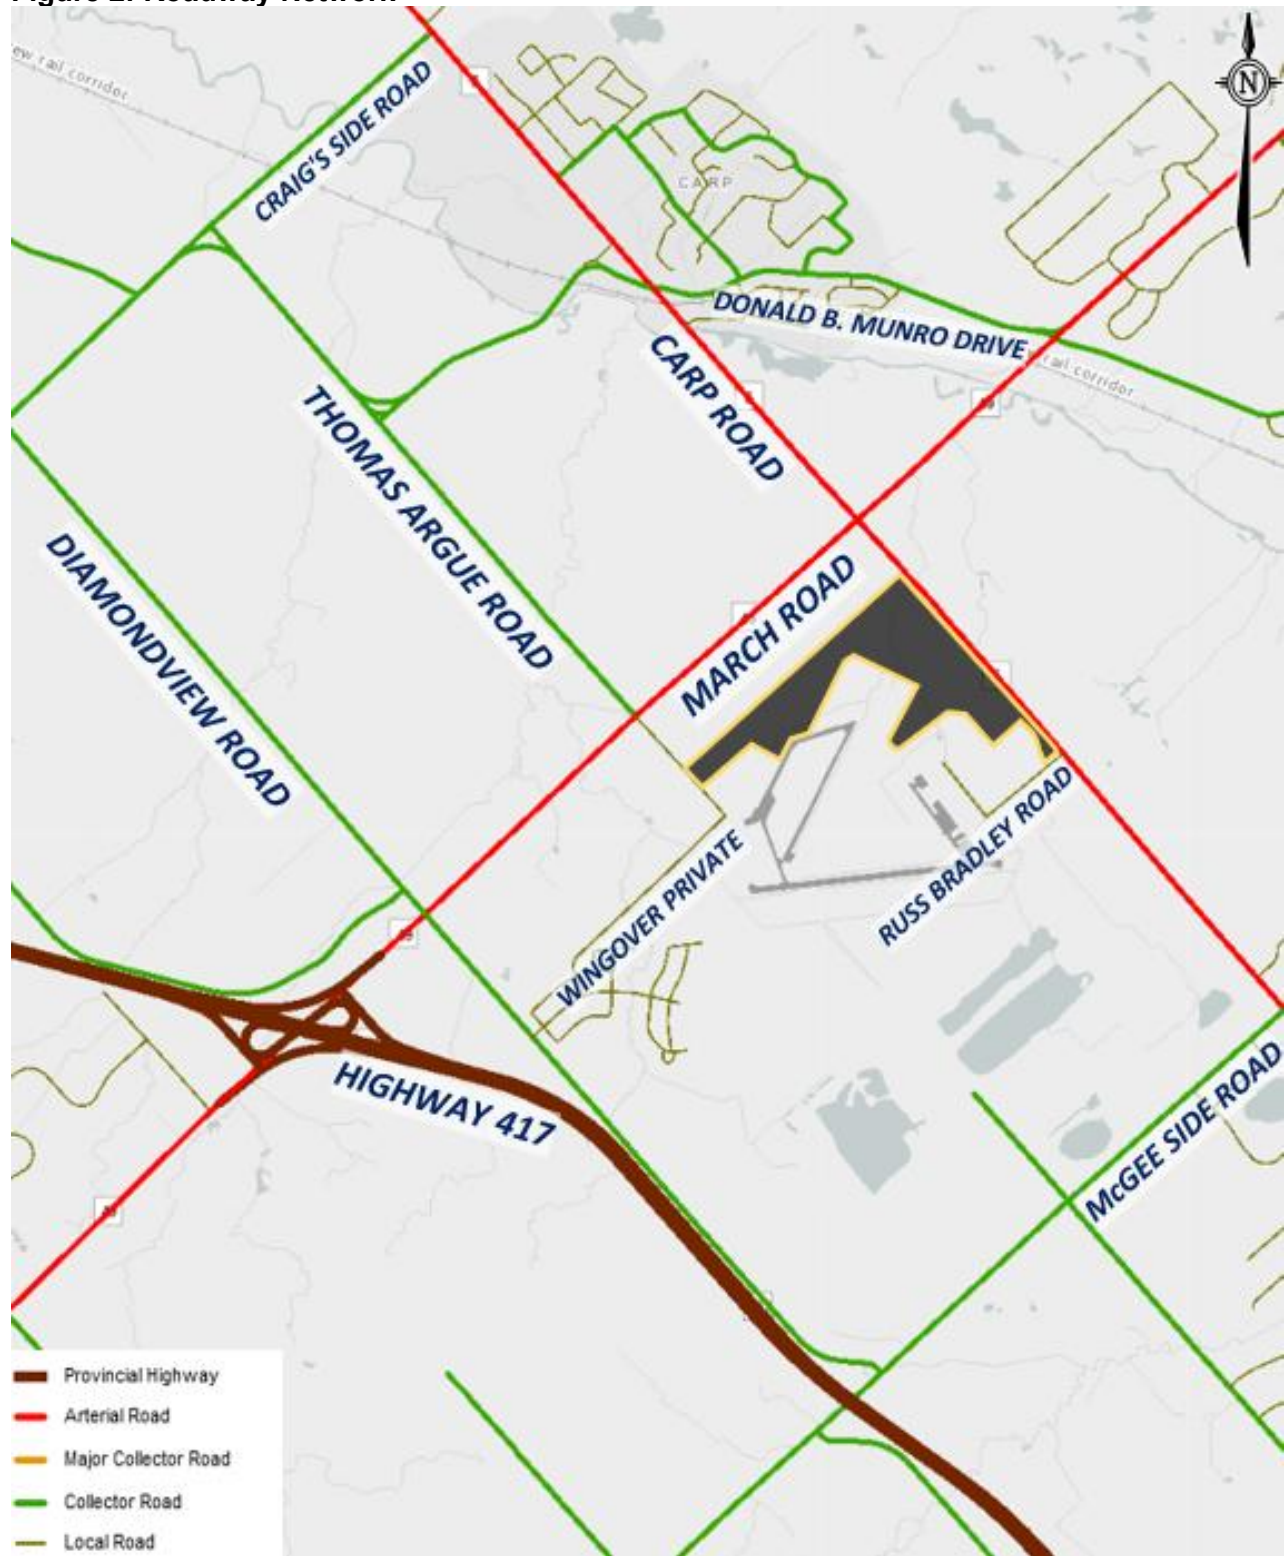 Figure 2: Roadway Network
ew rail corridor
N
CRAIG'S SIDE ROAD
CARP
DONALD B. MUNRO DRIVE
rail corridor
CARP ROAD
THOMAS ARGUE ROAD
MARCH ROAD
DIAMONDVIEW ROAD
RUSS BRADLEY ROAD
WINGOVER PRIVATE
49
McGEE SIDE ROAD
HIGHWAY 417
Provincial Highway
Arterial Road
Major Collector Road
Collector Road
Local Road